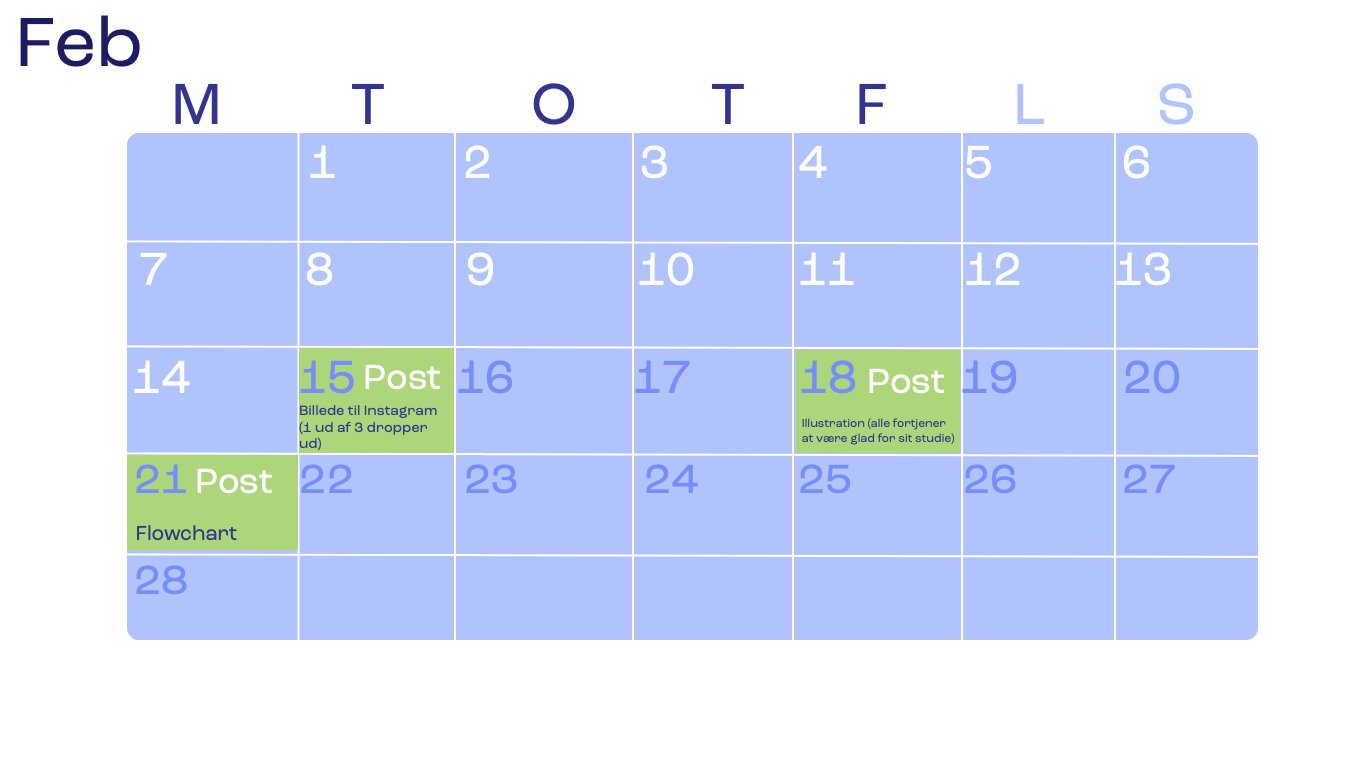 Feb
M T O T F L S
1 2 3 4 5 6
7 8 9 10 11 12 13
14 15 Post 16 17 18 Post 19 20
Billede til Instagram
(1 ud af 3 dropper
ud)
Illustration (alle fortjener
at være glad for sit studie)
21 Post 22 23 24 25 26 27
Flowchart
28